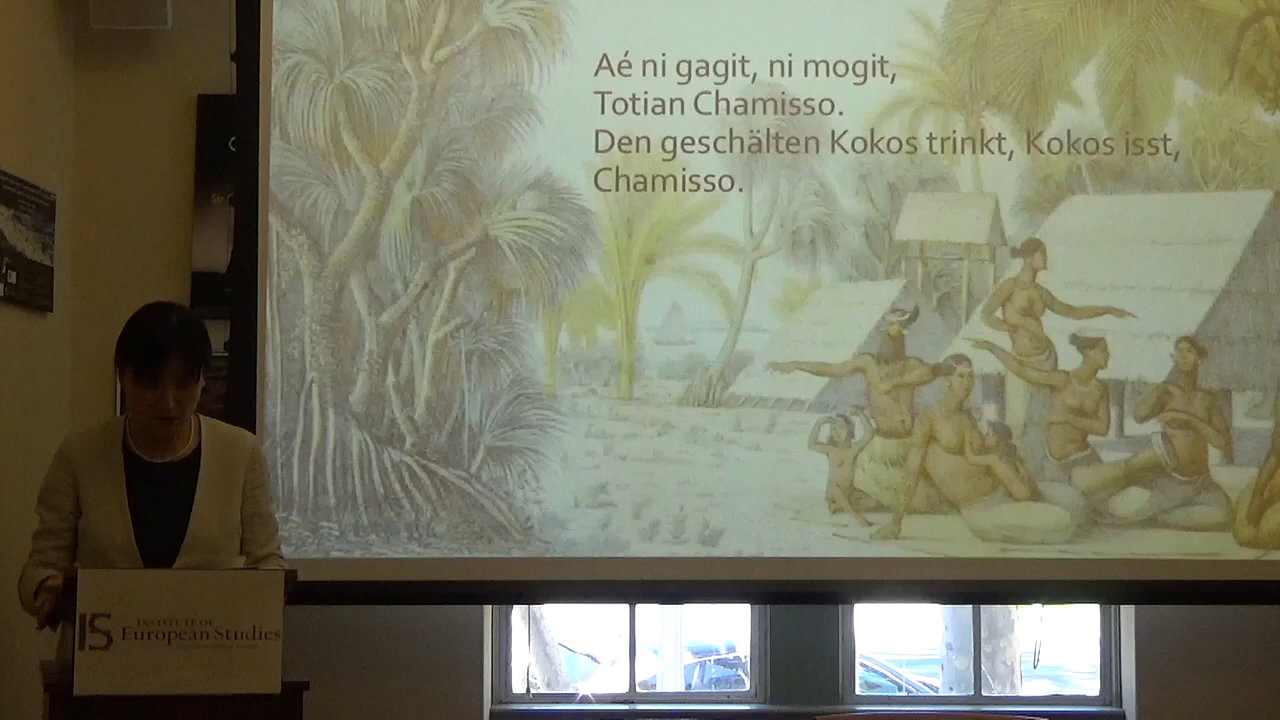 Aé ni gagit, ni mogit,
Totian Chamisso.
Den geschälten Kokos trinkt, Kokos isst,
Chamisso.
IS INSTITUTE OF
European Studies